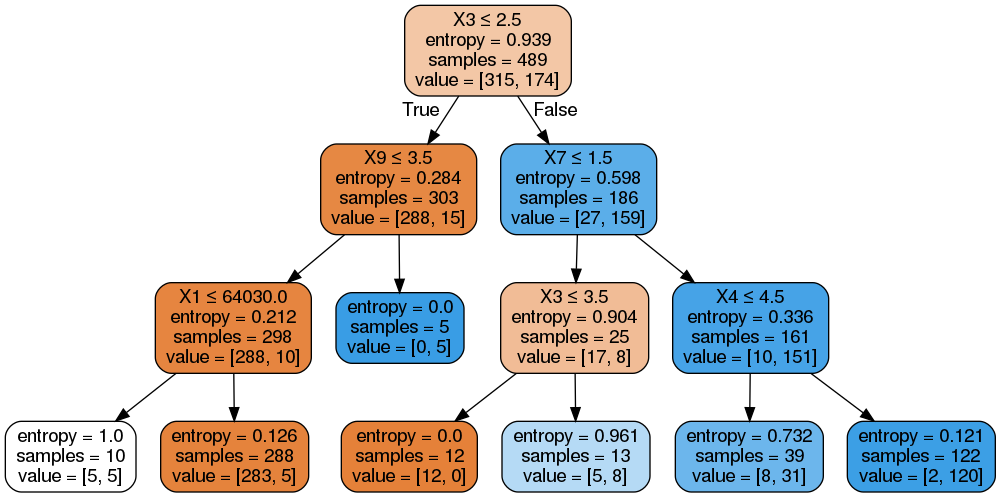 X3 ≤ 2.5
entropy = 0.939
samples = 489
value = [315, 174]
True
False
X9 ≤ 3.5
entropy = 0.284
samples = 303
value = [288, 15]
X7 ≤ 1.5
entropy = 0.598
samples = 186
value = [27, 159]
X1 ≤ 64030.0
entropy = 0.212
samples = 298
value = [288, 10]
entropy = 0.0
samples = 5
value = [0, 5]
X3 ≤ 3.5
entropy = 0.904
samples = 25
value = [17, 8]
X4 ≤ 4.5
entropy = 0.336
samples = 161
value = [10, 151]
entropy = 1.0
samples = 10
value = [5, 5]
entropy = 0.126
samples = 288
value = [283, 5]
entropy = 0.0
samples = 12
value = [12, 0]
entropy = 0.961
samples = 13
value = [5, 8]
entropy = 0.732
samples = 39
value = [8, 31]
entropy = 0.121
samples = 122
value = [2, 120]